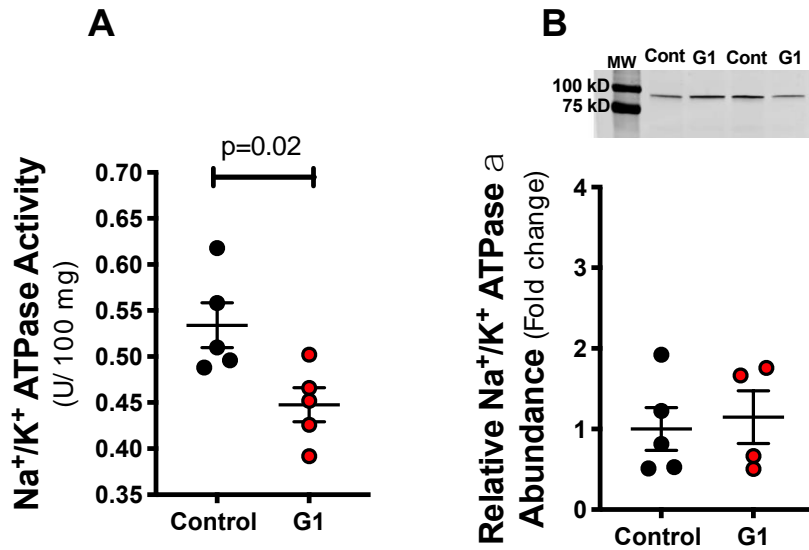 A
p=0.02
Na⁺/K⁺ ATPase Activity
(U/ 100 mg)
0.70
0.65
0.60
0.55
0.50
0.45
0.40
0.35
Control
G1
B
MW Cont G1 Cont G1
100 kD
75 kD
Relative Na⁺/K⁺ ATPase a
Abundance (Fold change)
4
3
2
1
0
Control
G1